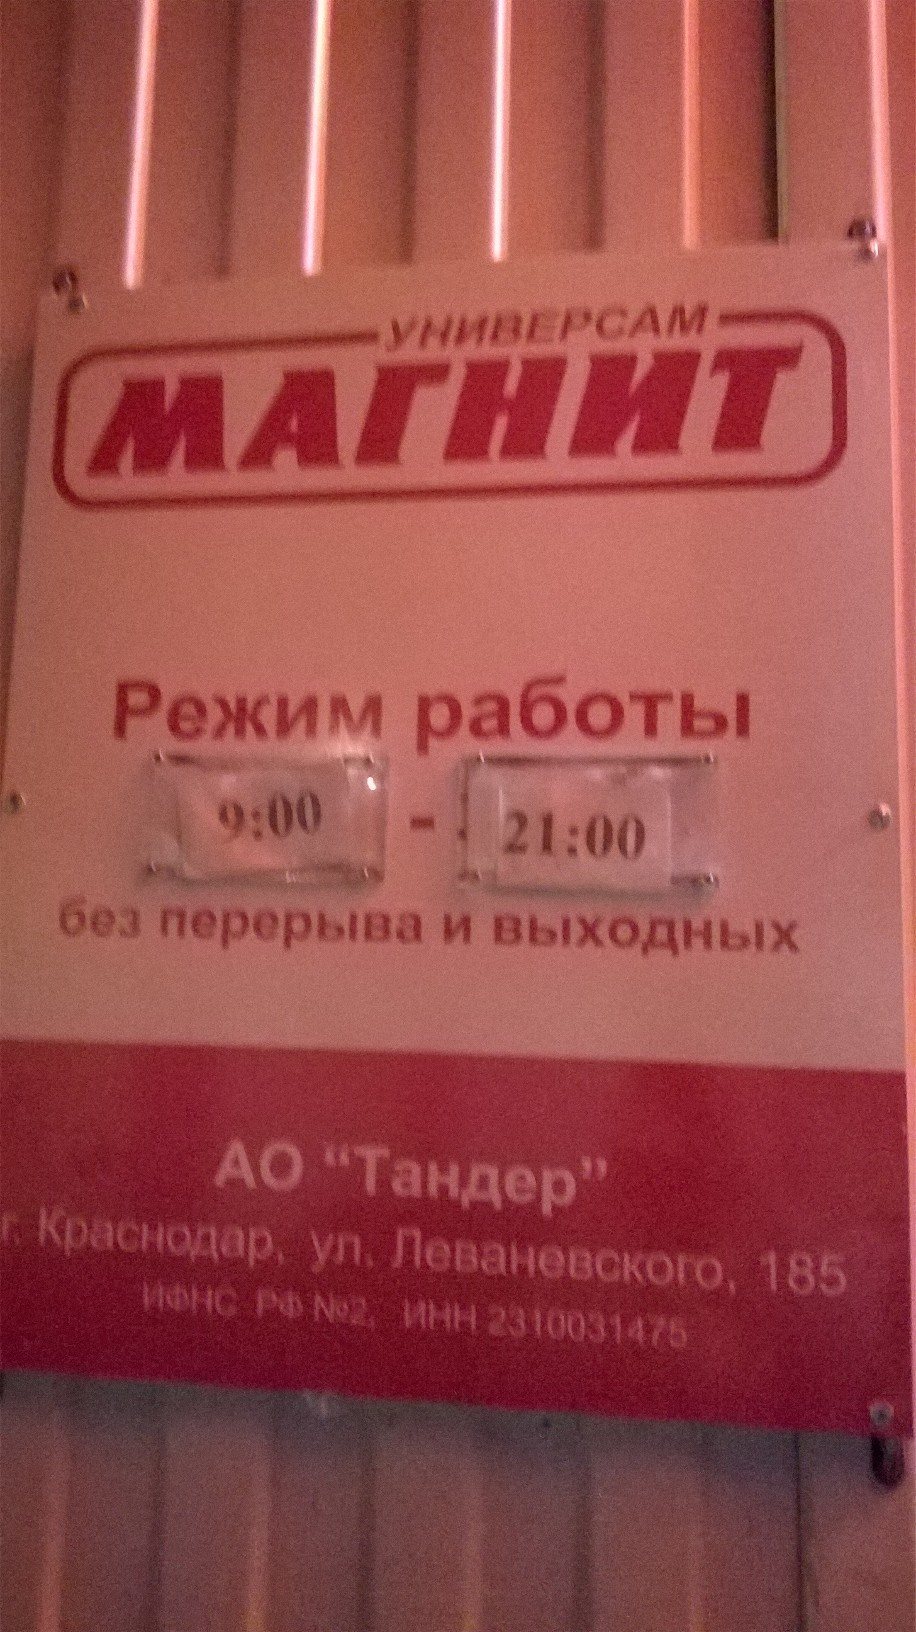 УНИВЕРСАМ
МАГНИТ
Режим работы
9:00 - 21:00
без перерыва и выходных
АО "Тандер"
г. Краснодар, ул. Леваневского, 185
ИФНС РФ №2, ИНН 2310031475